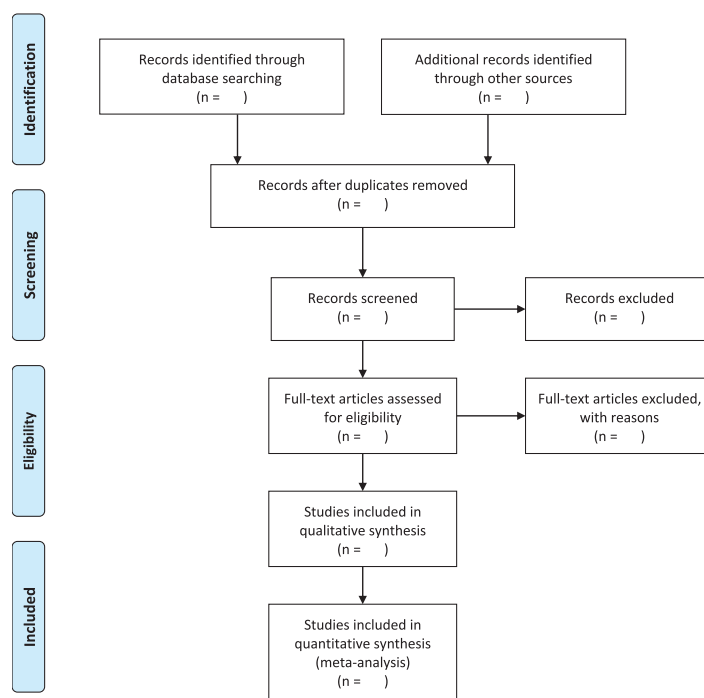 Identification
Records identified through
database searching
(n = )
Additional records identified
through other sources
(n = )
Records after duplicates removed
(n = )
Screening
Records screened
(n = )
Records excluded
(n = )
Eligibility
Full-text articles assessed
for eligibility
(n = )
Full-text articles excluded,
with reasons
(n = )
Studies included in
qualitative synthesis
(n = )
Included
Studies included in
quantitative synthesis
(meta-analysis)
(n = )